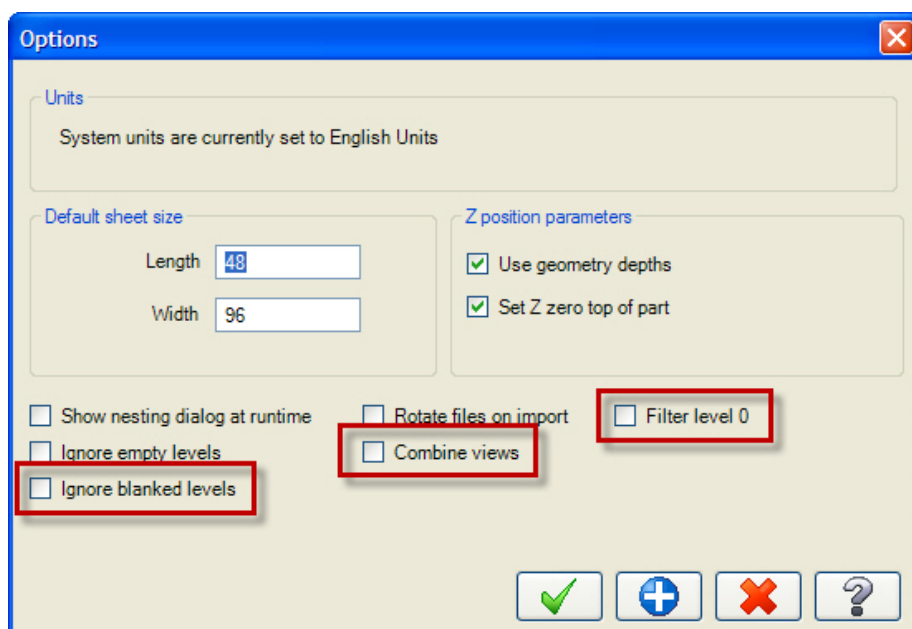 Options
Units
System units are currently set to English Units
Default sheet size
Length 48
Width 96
Z position parameters
Use geometry depths
Set Z zero top of part
Show nesting dialog at runtime
Rotate files on import
Filter level 0
Ignore empty levels
Combine views
Ignore blanked levels